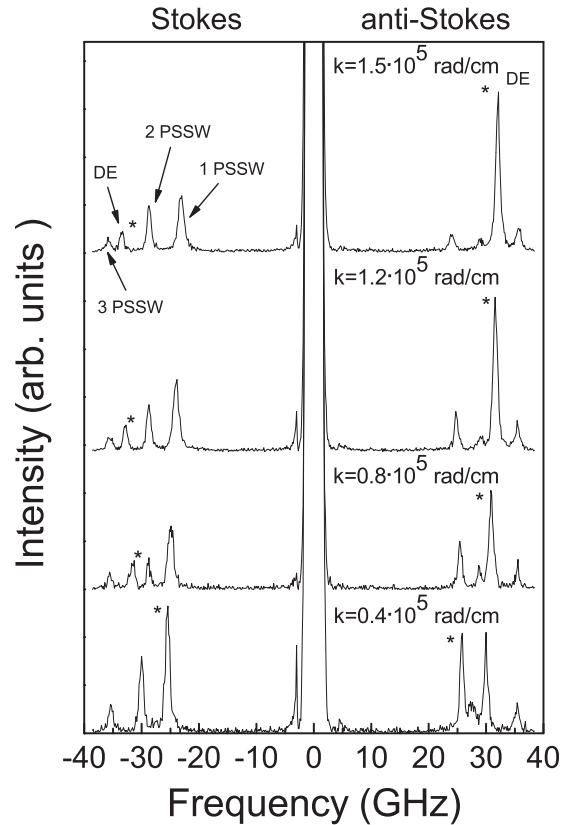 Stokes anti-Stokes
k=1.5·10^5 rad/cm
* DE
2 PSSW
DE * 1 PSSW
3 PSSW
k=1.2·10^5 rad/cm
*
*
k=0.8·10^5 rad/cm
*
*
k=0.4·10^5 rad/cm
*
*
-40 -30 -20 -10 0 10 20 30 40
Frequency (GHz)
Intensity (arb. units )